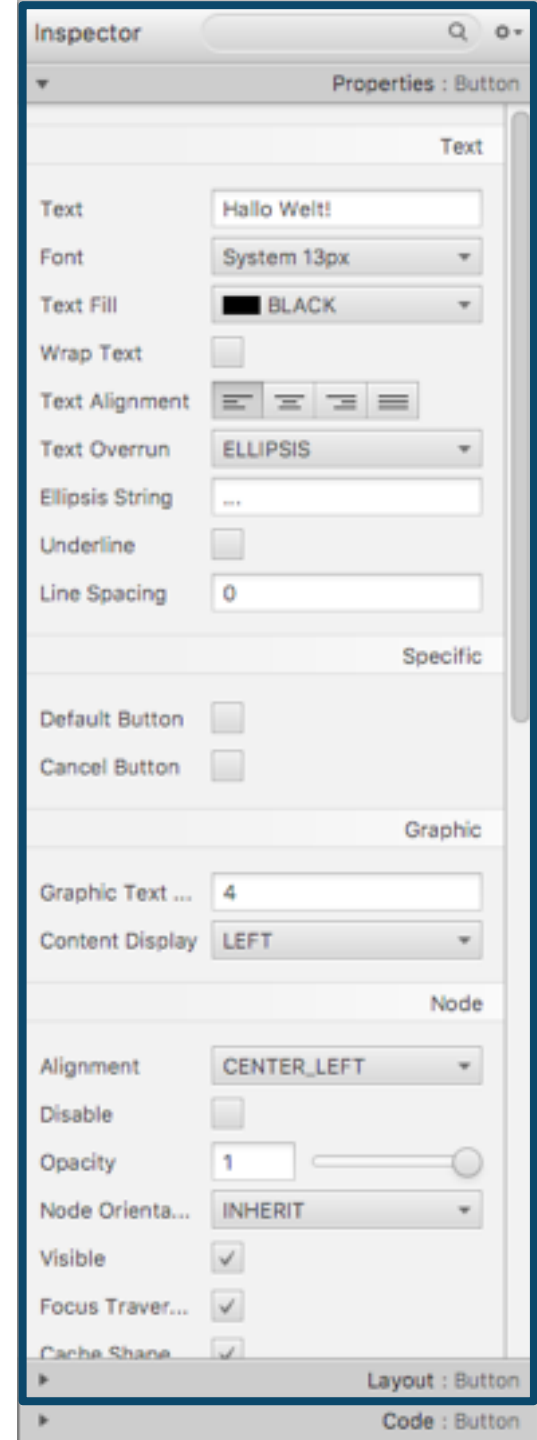 Inspector
Properties : Button
Text
Text Hallo Welt!
Font System 13px
Text Fill BLACK
Wrap Text
Text Alignment
Text Overrun ELLIPSIS
Ellipsis String ...
Underline
Line Spacing 0
Specific
Default Button
Cancel Button
Graphic
Graphic Text ... 4
Content Display LEFT
Node
Alignment CENTER_LEFT
Disable
Opacity 1
Node Orienta... INHERIT
Visible
Focus Traver...
Cache Shape
Layout : Button
Code : Button